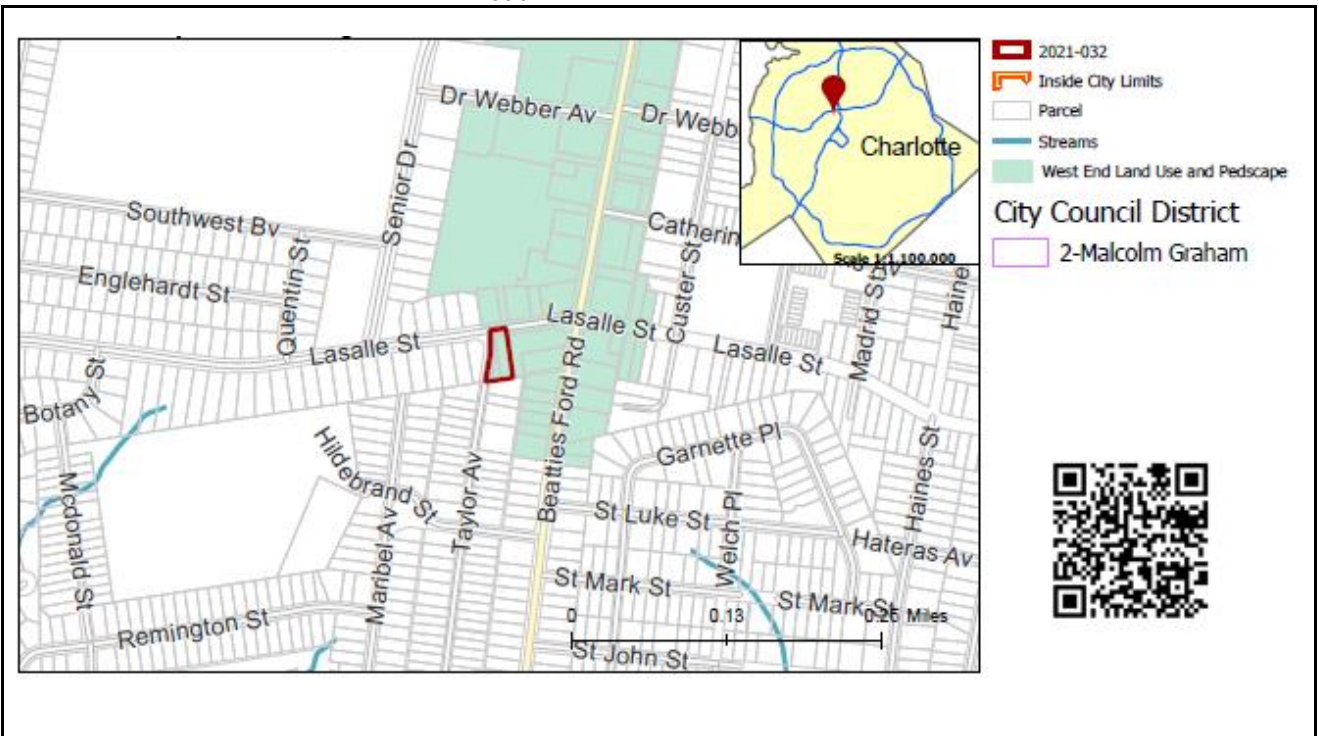 Dr Webber Av
Dr Webb
Senior Dr
Southwest Bv
Catherin
Custer St
Englehardt St
Quentin St
Lasalle St
Lasalle St
Lasalle St
Madrid St
Haine
Botany St
Beatties Ford Rd
Garnette Pl
Hildebrand St
Taylor Av
Haines St
Mcdonald St
Maribel Av
St Luke St
Welch Pl
Hateras Av
St Mark St
St Mark St
Remington St
St John St
0
0.13
0.26 Miles
Charlotte
Scale 1:1,100,000
2021-032
Inside City Limits
Parcel
Streams
West End Land Use and Pedscape
City Council District
2-Malcolm Graham